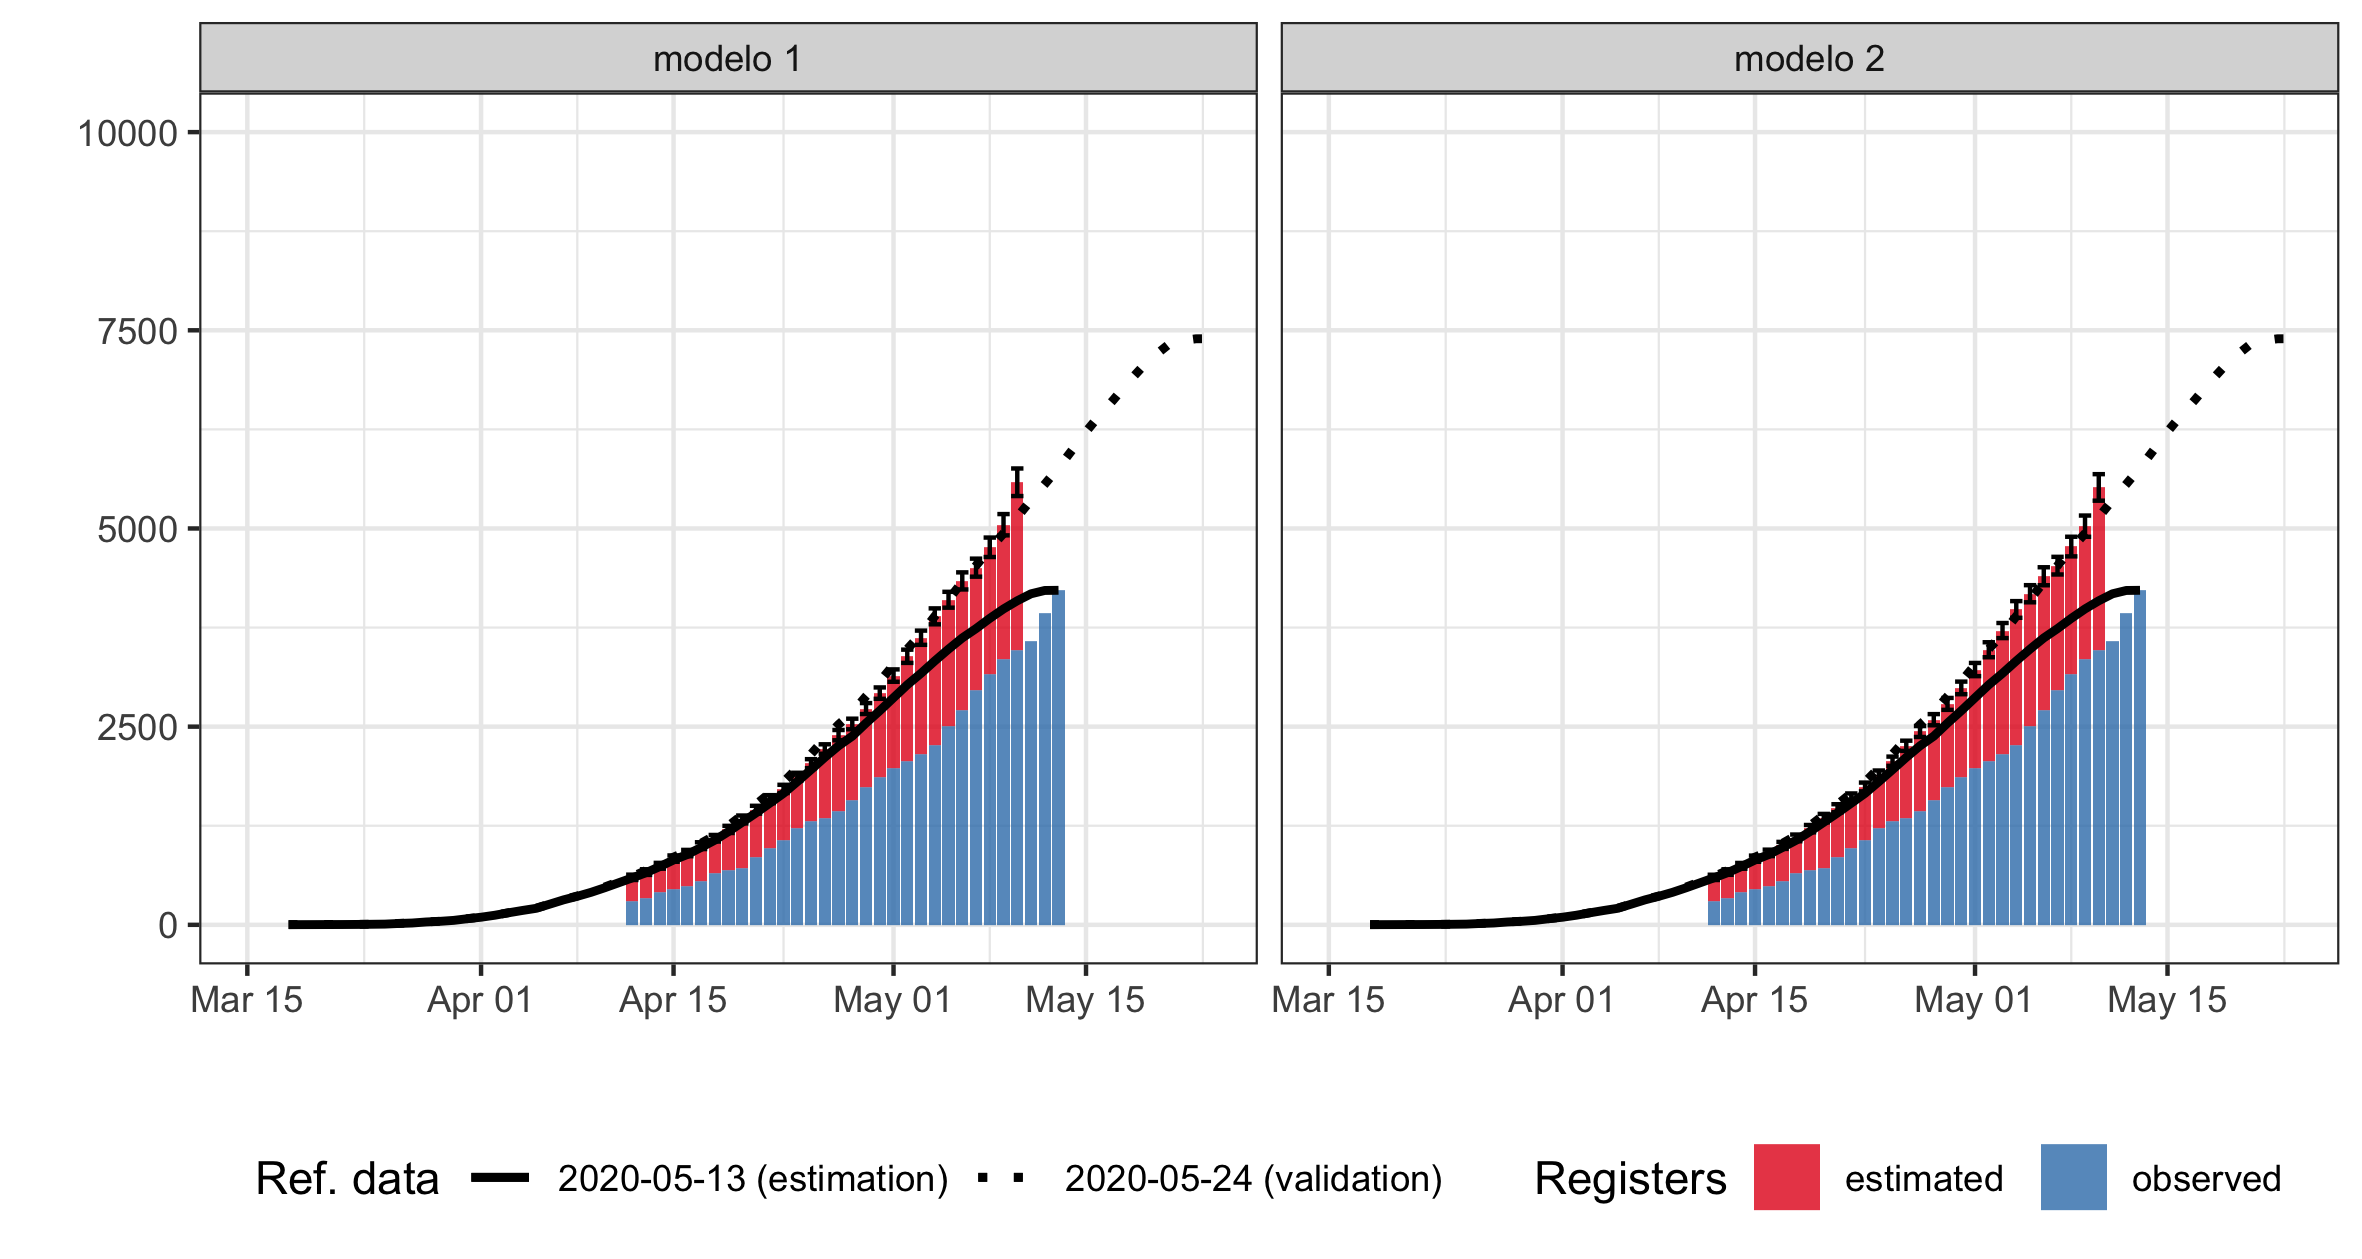 modelo 1
modelo 2
10000
7500
5000
2500
0
Mar 15 Apr 01 Apr 15 May 01 May 15
Mar 15 Apr 01 Apr 15 May 01 May 15
Ref. data 2020-05-13 (estimation) 2020-05-24 (validation) Registers estimated observed